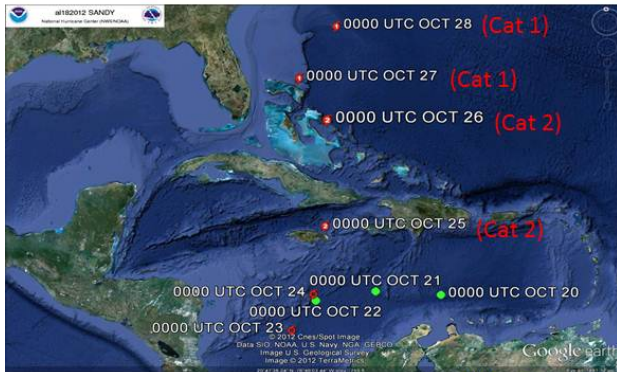 al182012 SANDY
National Hurricane Center (NWS/NOAA)
0000 UTC OCT 28 (Cat 1)
0000 UTC OCT 27 (Cat 1)
0000 UTC OCT 26 (Cat 2)
0000 UTC OCT 25 (Cat 2)
0000 UTC OCT 21
0000 UTC OCT 24
0000 UTC OCT 20
0000 UTC OCT 22
0000 UTC OCT 23
© 2012 Cnes/Spot Image
Data SIO, NOAA, U.S. Navy, NGA, GEBCO
Image U.S. Geological Survey
Image © 2012 TerraMetrics
Google earth